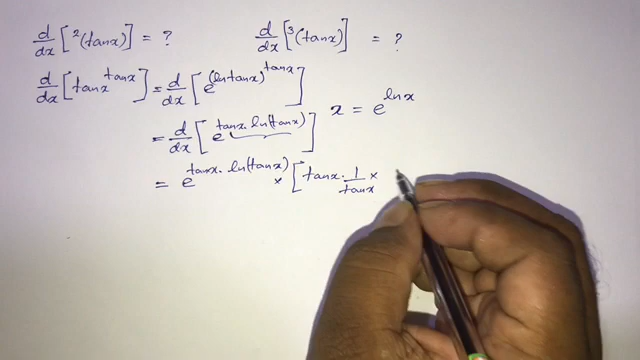 d/dx [²(tanx)] = ? d/dx [³(tanx)] = ?
d/dx [tanx^tanx] = d/dx [e^(ln tanx)^tanx]
x = e^lnx
= d/dx [e^tanx · ln(tanx)]
= e^tanx · ln(tanx) × [tanx · 1/tanx ×